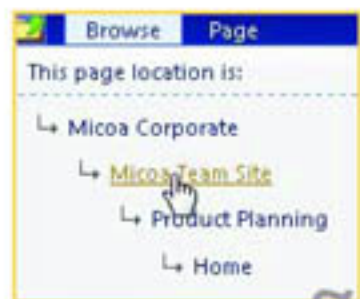 Browse Page
This page location is:
Micoa Corporate
Micoa Team Site
Product Planning
Home